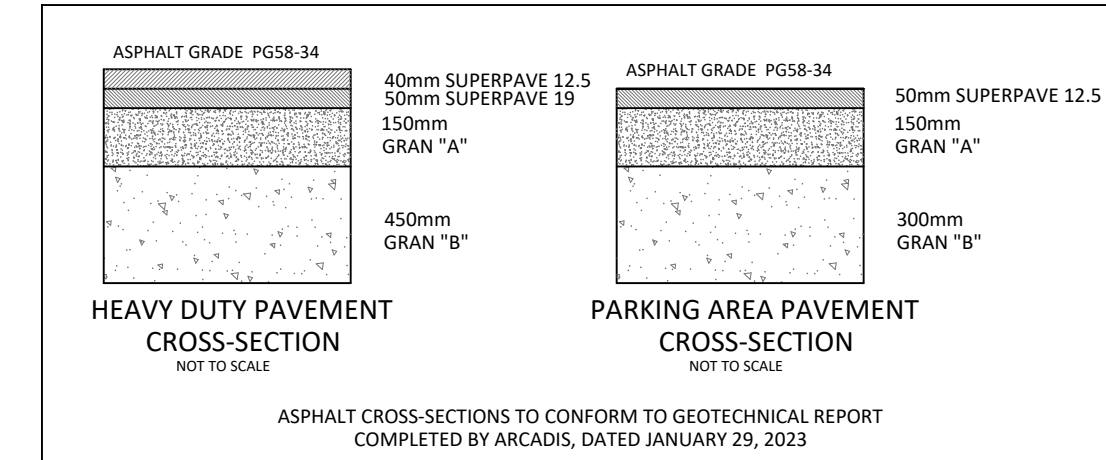 ASPHALT GRADE PG58-34
40mm SUPERPAVE 12.5
50mm SUPERPAVE 19
150mm
GRAN "A"
450mm
GRAN "B"
HEAVY DUTY PAVEMENT
CROSS-SECTION
NOT TO SCALE
ASPHALT GRADE PG58-34
50mm SUPERPAVE 12.5
150mm
GRAN "A"
300mm
GRAN "B"
PARKING AREA PAVEMENT
CROSS-SECTION
NOT TO SCALE
ASPHALT CROSS-SECTIONS TO CONFORM TO GEOTECHNICAL REPORT
COMPLETED BY ARCADIS, DATED JANUARY 29, 2023